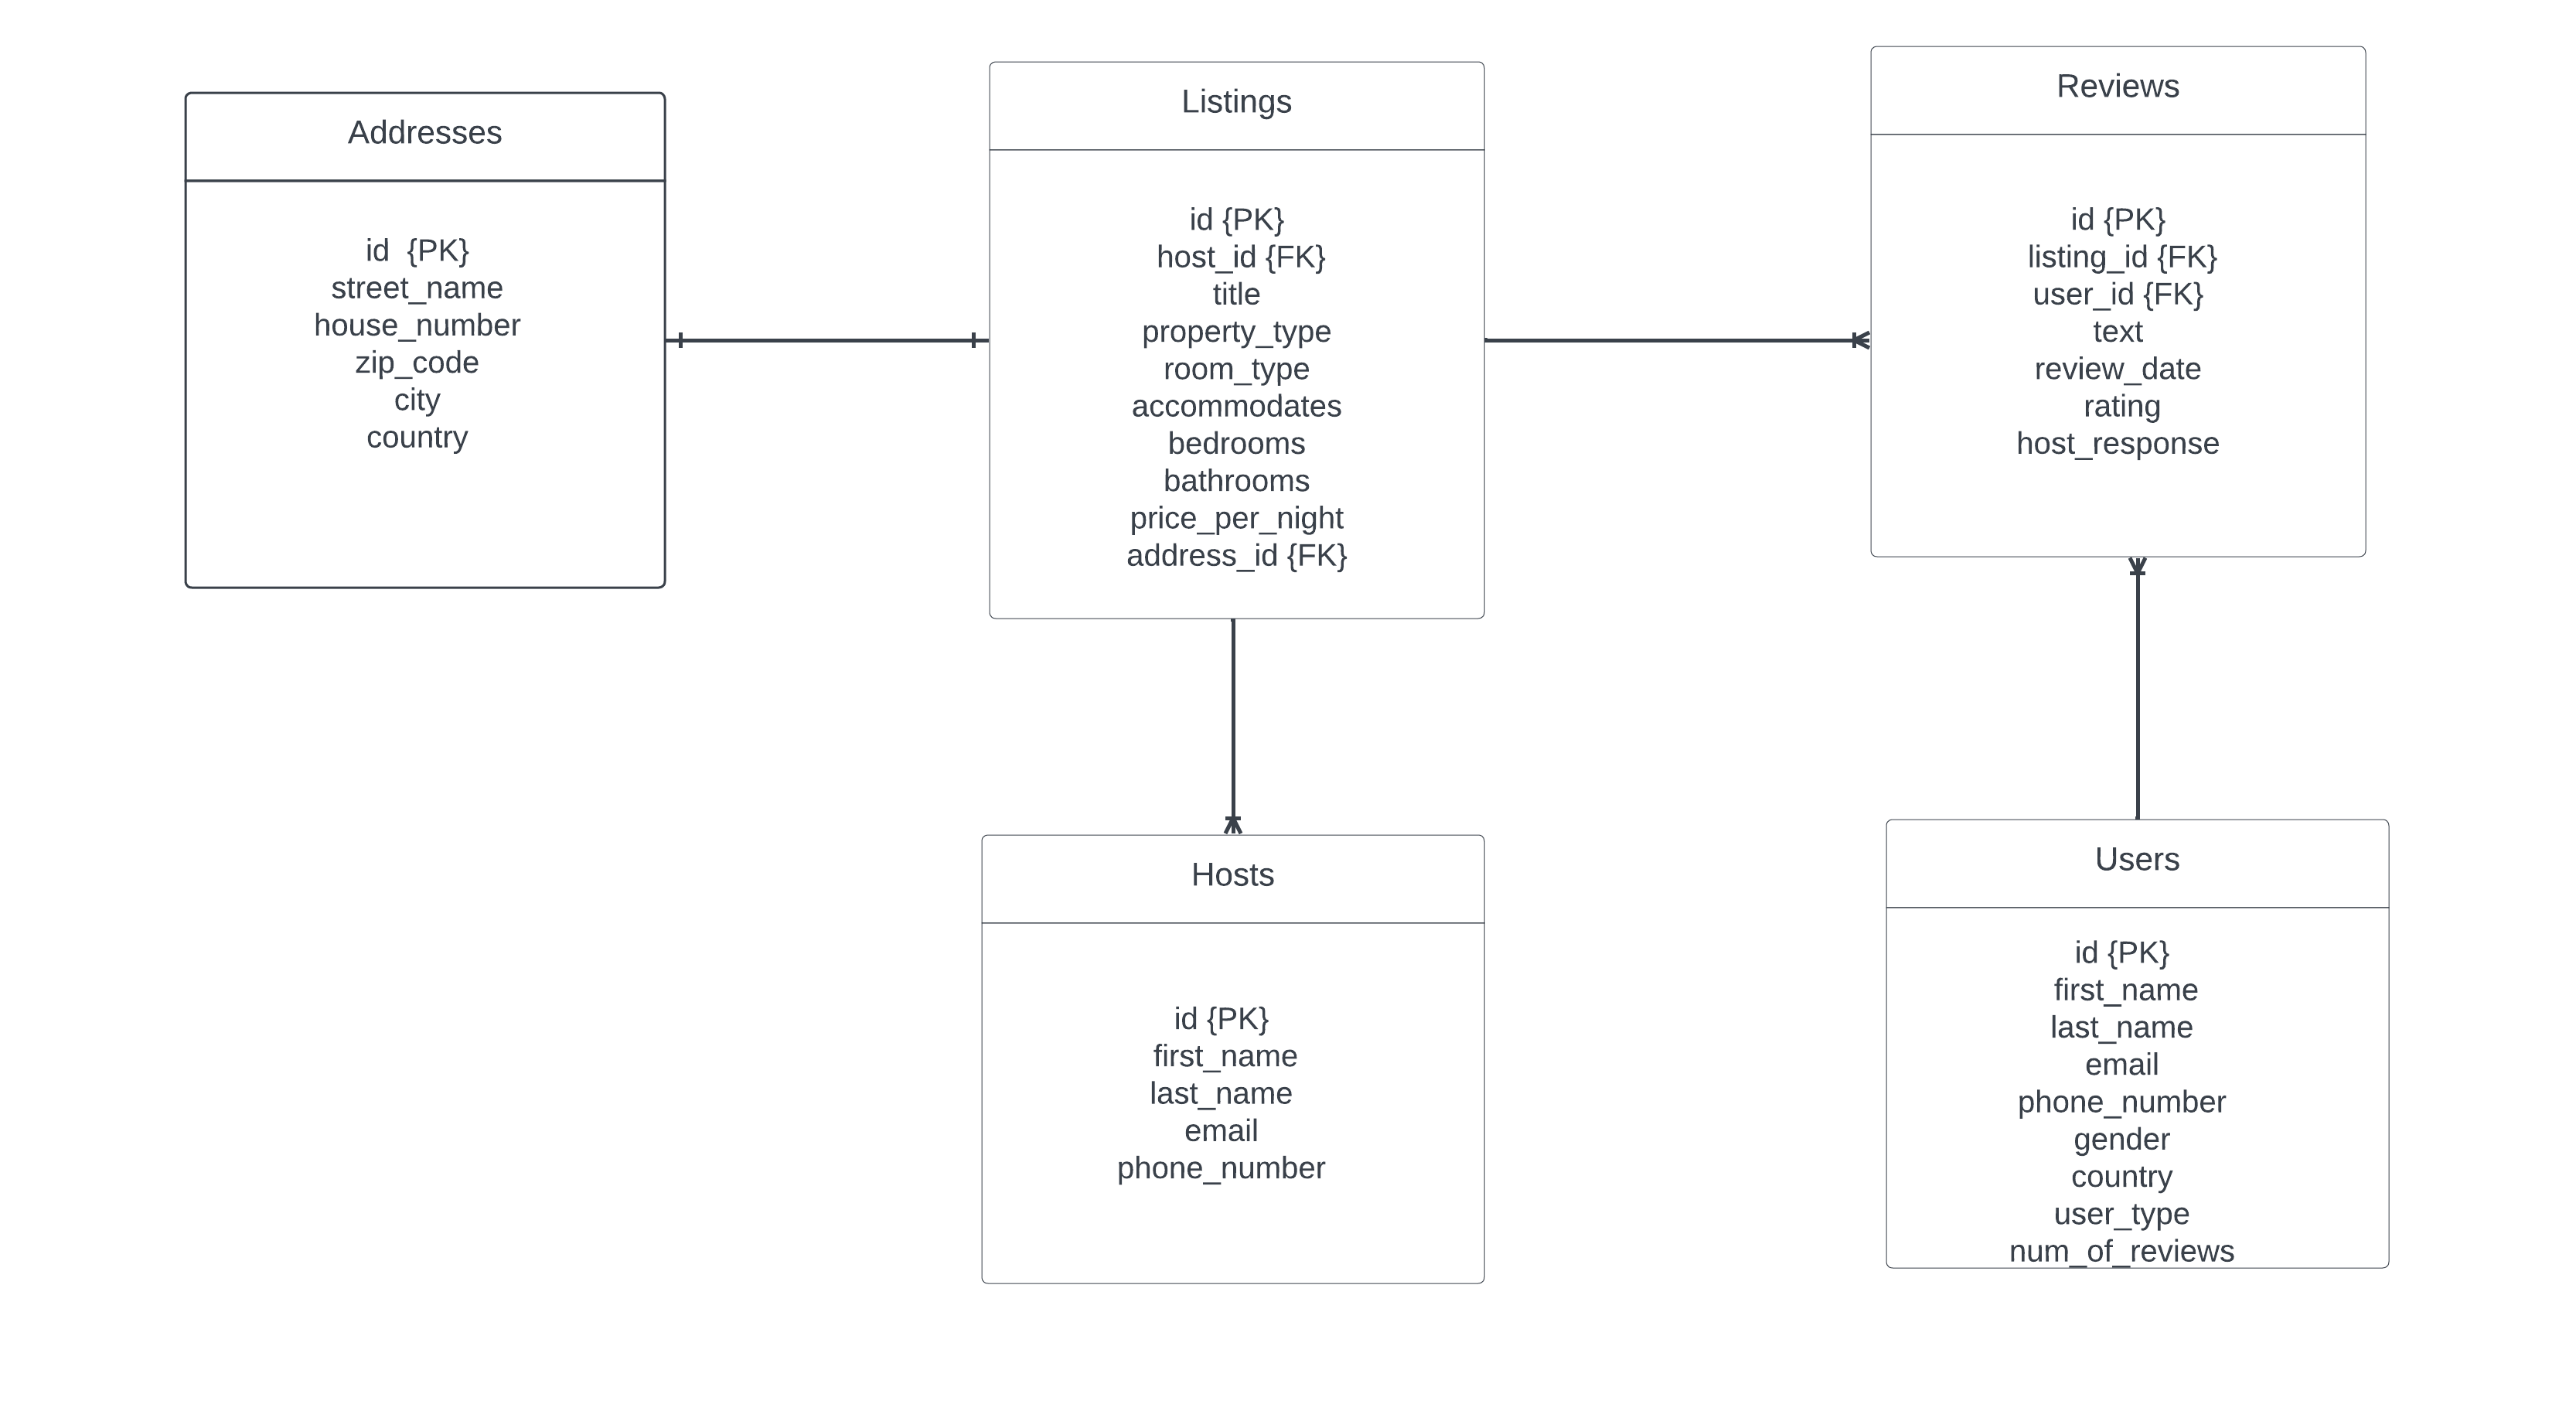 Addresses
id {PK}
street_name
house_number
zip_code
city
country
Listings
id {PK}
host_id {FK}
title
property_type
room_type
accommodates
bedrooms
bathrooms
price_per_night
address_id {FK}
Reviews
id {PK}
listing_id {FK}
user_id {FK}
text
review_date
rating
host_response
Hosts
id {PK}
first_name
last_name
email
phone_number
Users
id {PK}
first_name
last_name
email
phone_number
gender
country
user_type
num_of_reviews